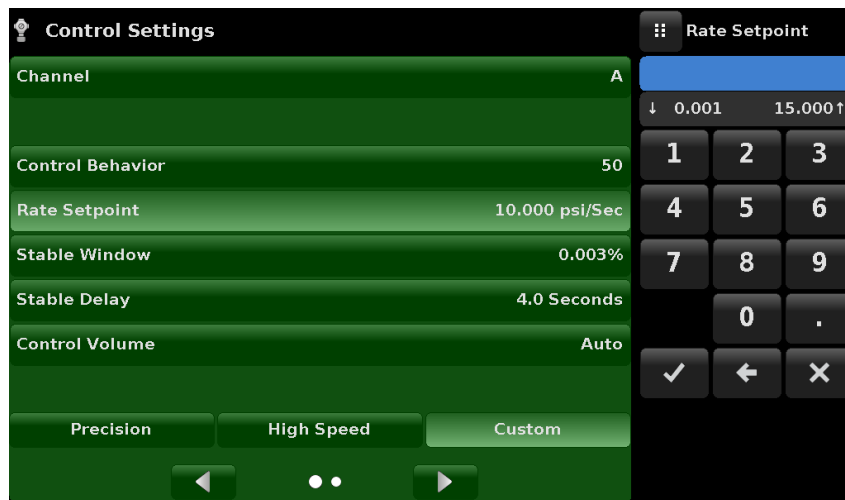 Control Settings
Channel A
Control Behavior 50
Rate Setpoint 10.000 psi/Sec
Stable Window 0.003%
Stable Delay 4.0 Seconds
Control Volume Auto
Precision High Speed Custom
Rate Setpoint
↓ 0.001 15.000↑
1 2 3
4 5 6
7 8 9
0 .